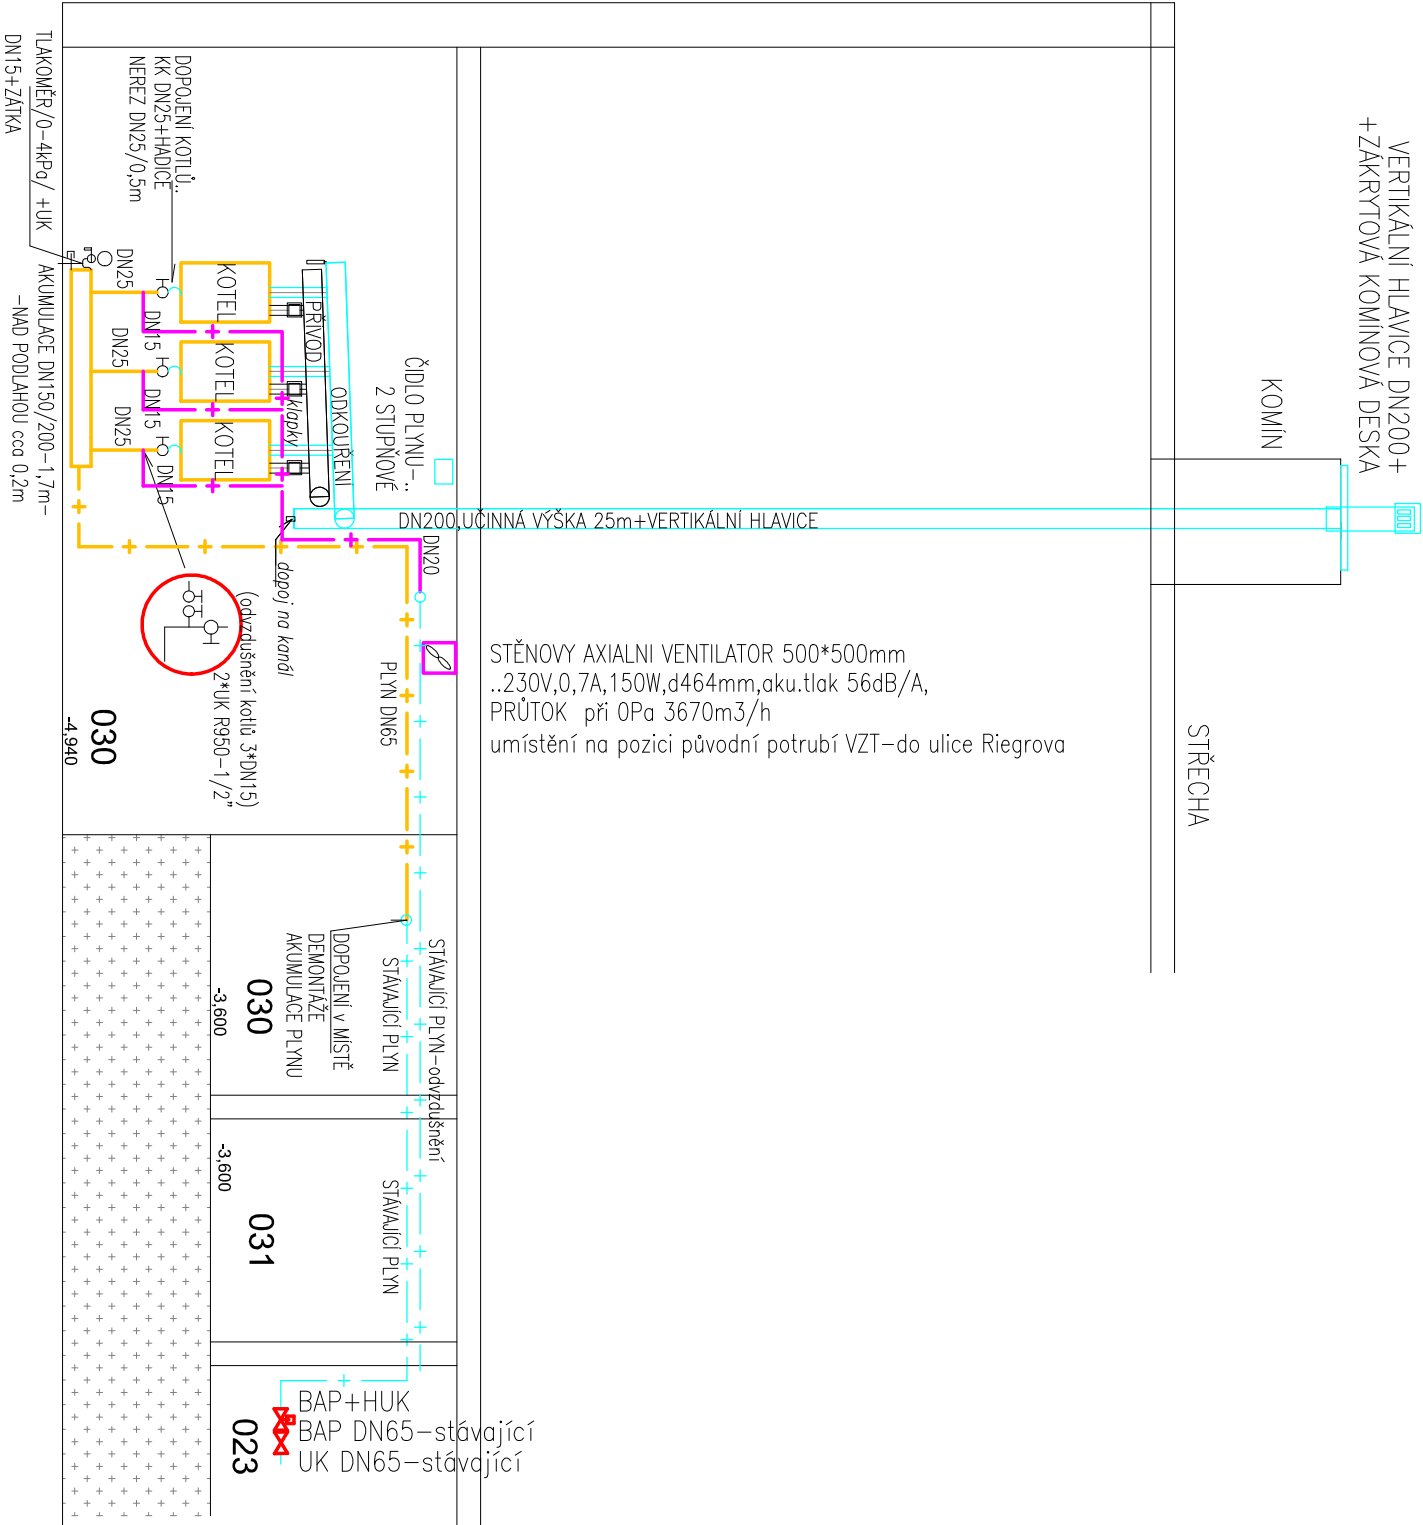 VERTIKÁLNÍ HLAVICE DN200+
+ZÁKRYTOVÁ KOMÍNOVÁ DESKA
KOMÍN
STŘECHA
TLAKOMĚR/0-4kPa/ +UK
DN15+ZÁTKA
DOPOJENÍ KOTLŮ..
KK DN25+HADICE
NEREZ DN25/0,5m
AKUMULACE DN150/200-1,7m-
-NAD PODLAHOU cca 0,2m
DN25
DN25
DN25
DN15
DN15
DN15
KOTEL
KOTEL
KOTEL
PŘÍVOD
ODKOUŘENÍ
klapky
ČIDLO PLYNU-..
2 STUPŇOVÉ
DN200,UČINNÁ VÝŠKA 25m+VERTIKÁLNÍ HLAVICE
DN20
dopoj na kanál
(odvzdušnění kotlů 3*DN15)
2*UK R950-1/2"
PLYN DN65
STĚNOVY AXIALNI VENTILATOR 500*500mm
..230V,0,7A,150W,d464mm,aku.tlak 56dB/A,
PRŮTOK při 0Pa 3670m3/h
umístění na pozici původní potrubí VZT-do ulice Riegrova
030
-4,940
DOPOJENÍ v MÍSTĚ
DEMONTÁŽE
AKUMULACE PLYNU
STÁVAJÍCÍ PLYN
STÁVAJÍCÍ PLYN-odvzdušnění
030
-3,600
STÁVAJÍCÍ PLYN
031
-3,600
023
BAP+HUK
BAP DN65-stávající
UK DN65-stávající